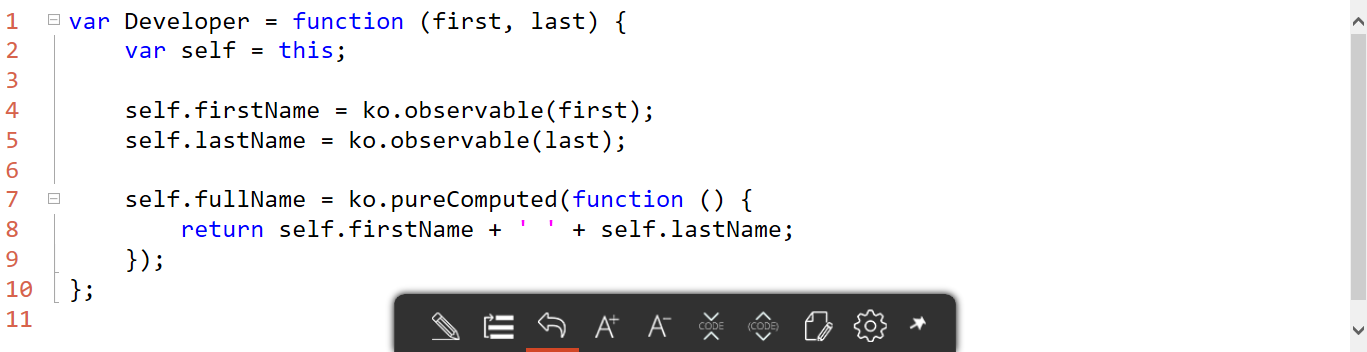 1 var Developer = function (first, last) {
2     var self = this;
3
4     self.firstName = ko.observable(first);
5     self.lastName = ko.observable(last);
6
7     self.fullName = ko.pureComputed(function () {
8         return self.firstName + ' ' + self.lastName;
9     });
10 };
11
A+ A- CODE (CODE)